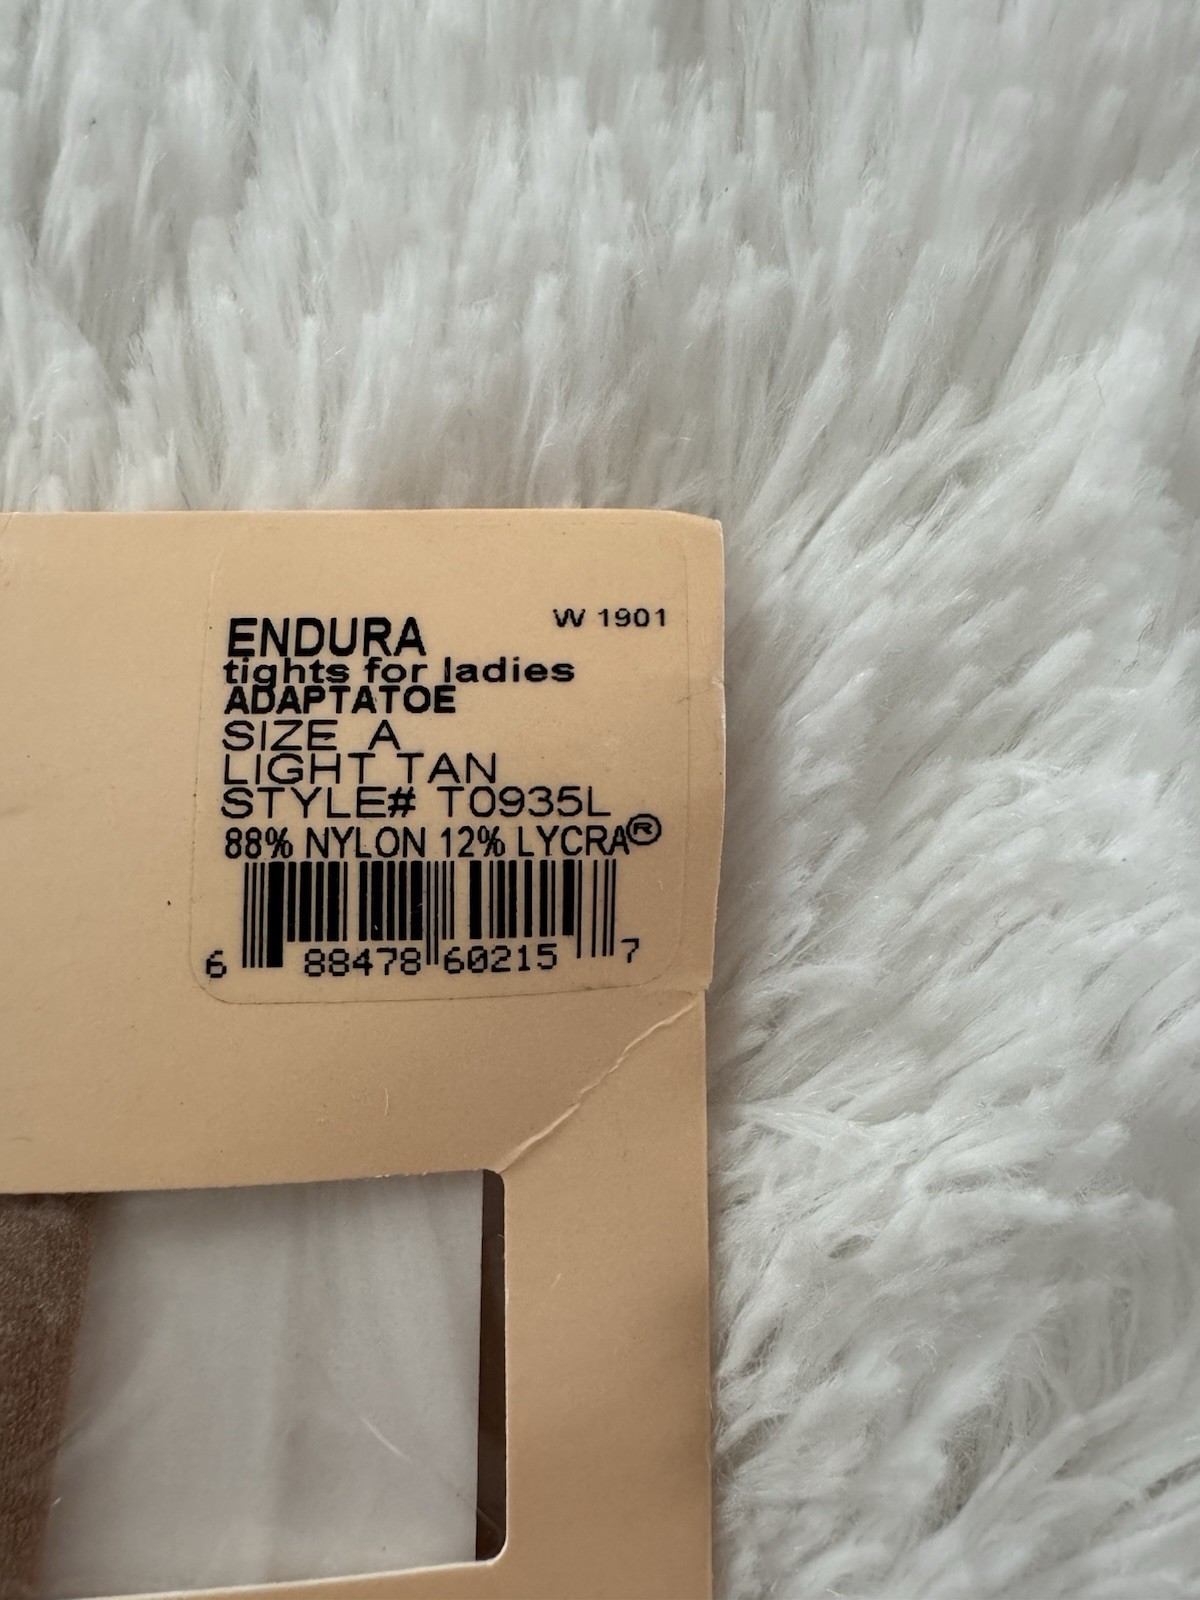 W 1901
ENDURA
tights for ladies
ADAPTATOE
SIZE A
LIGHT TAN
STYLE# T0935L
88% NYLON 12% LYCRA®
6 88478 60215 7